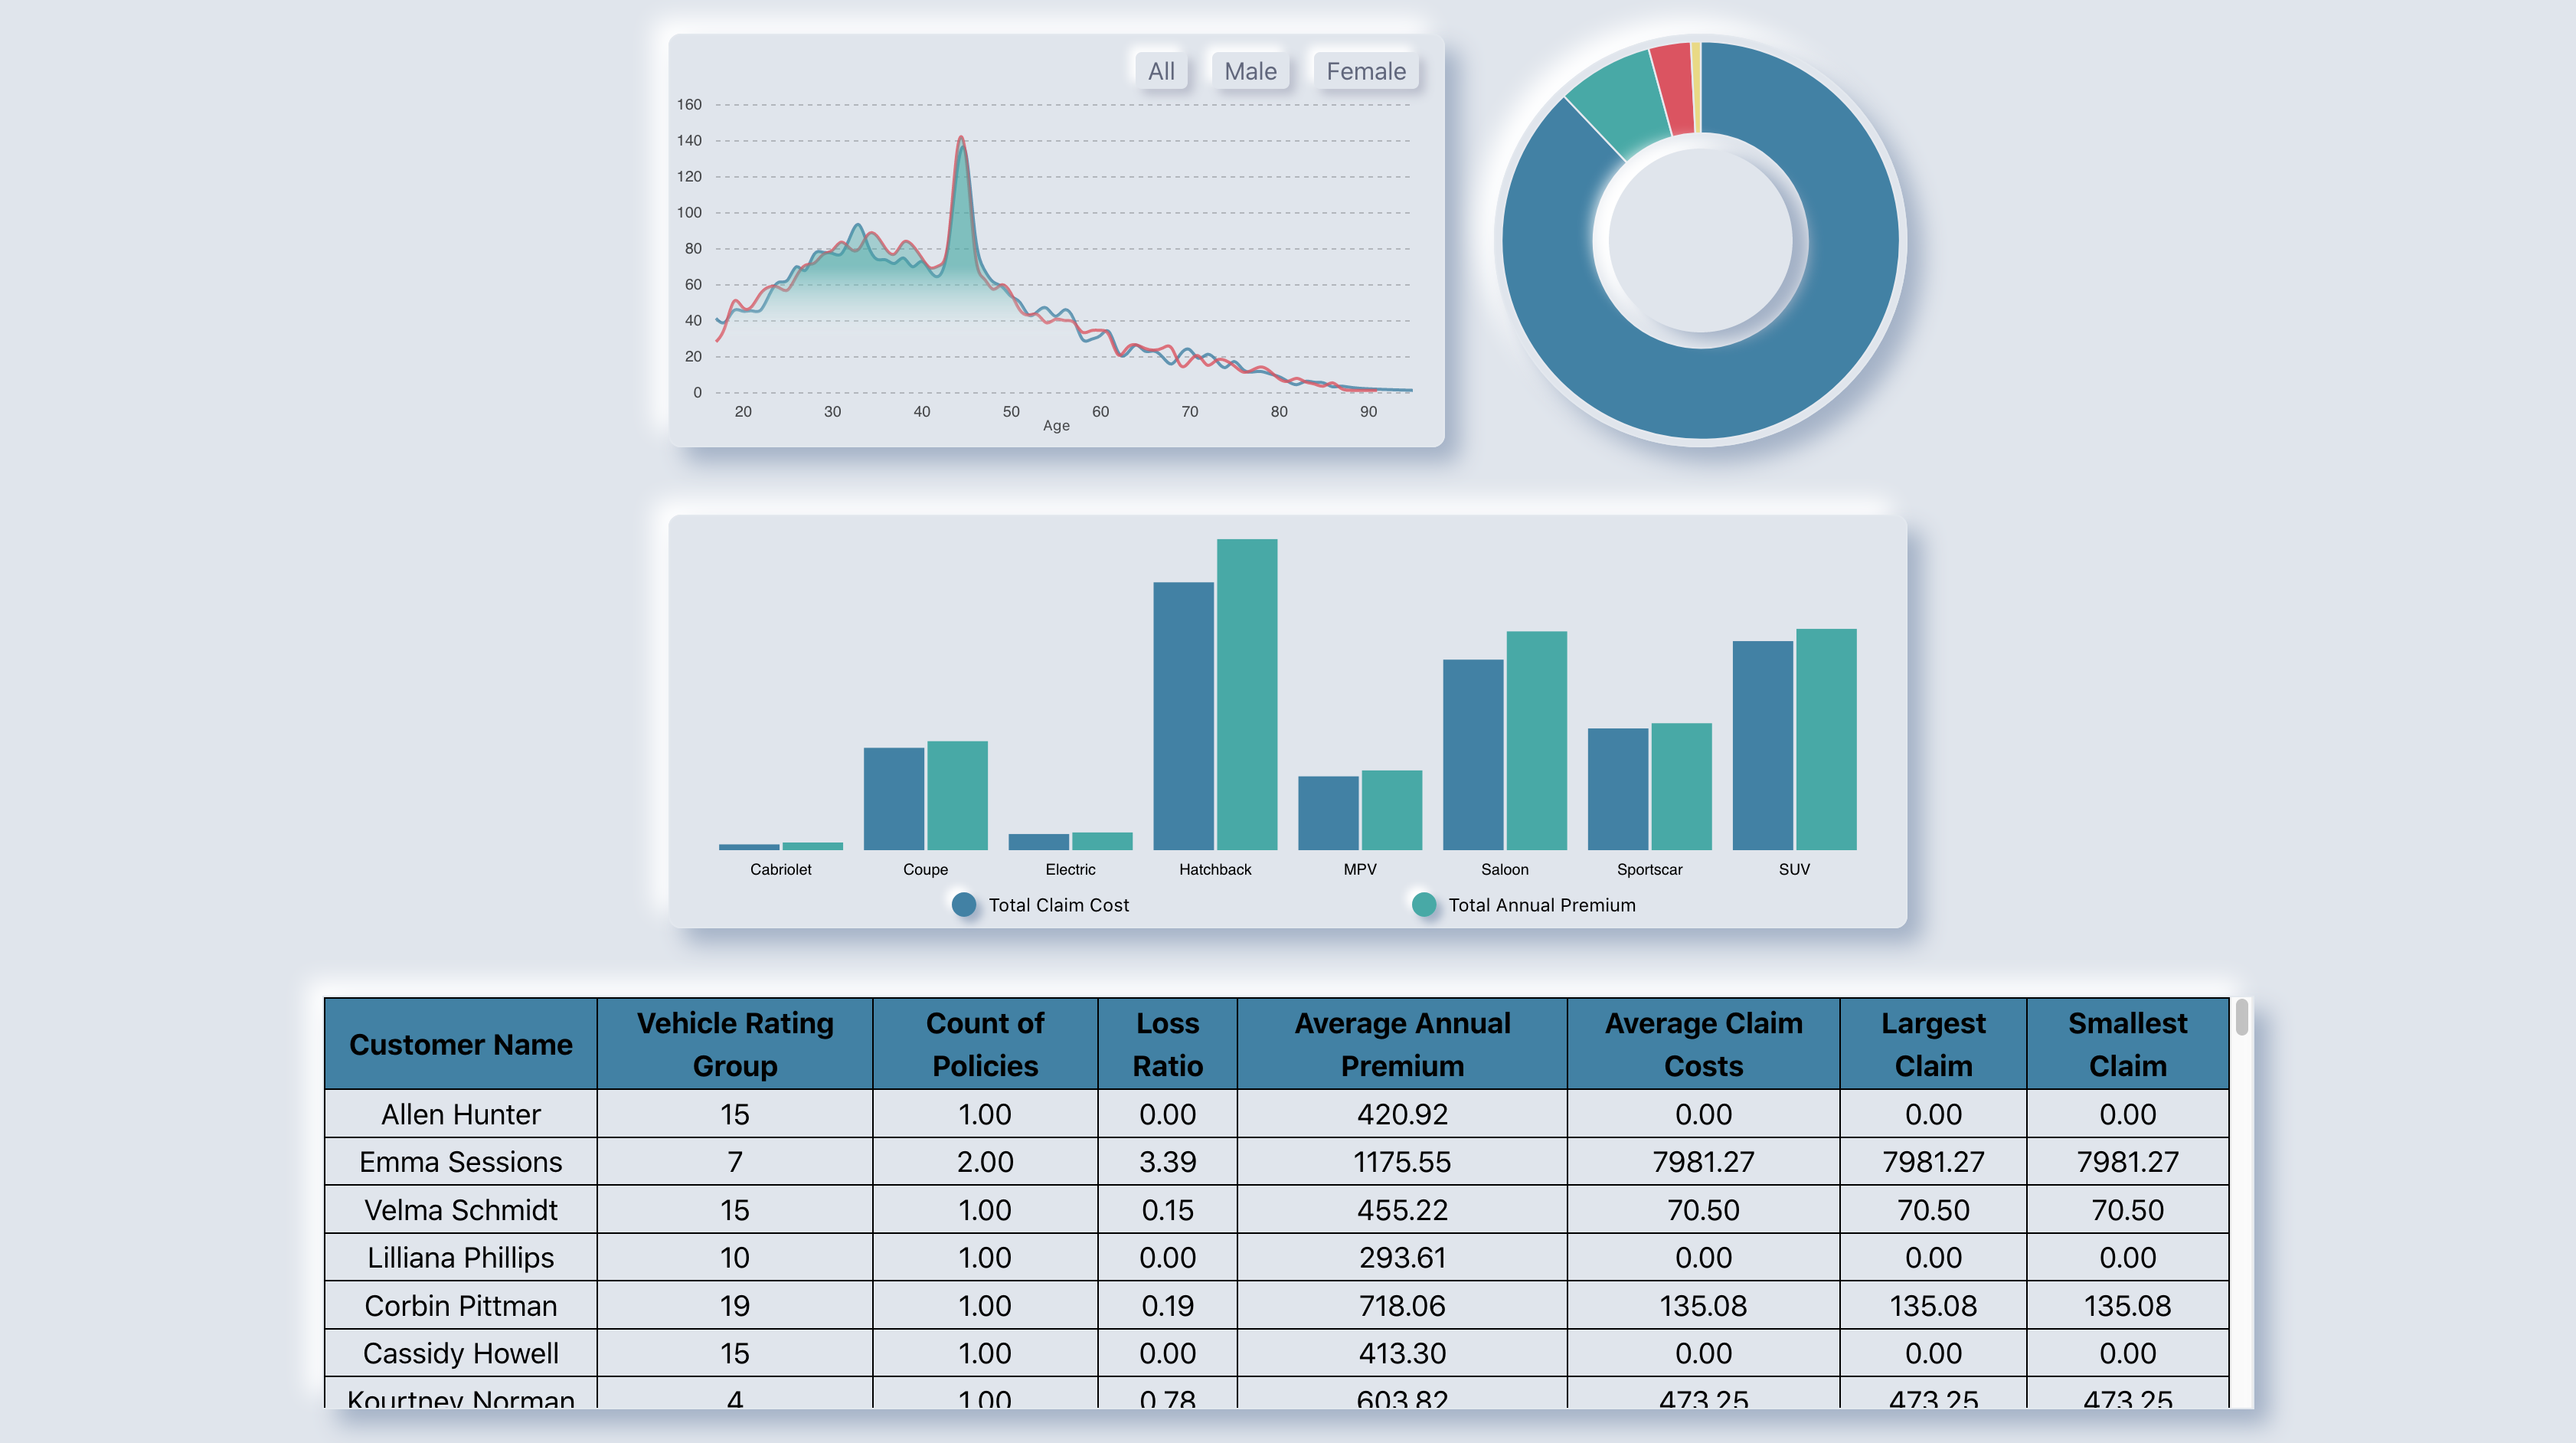 All Male Female
160
140
120
100
80
60
40
20
0
20 30 40 50 60 70 80 90
Age
Cabriolet Coupe Electric Hatchback MPV Saloon Sportscar SUV
Total Claim Cost Total Annual Premium
Customer Name Vehicle Rating Group Count of Policies Loss Ratio Average Annual Premium Average Claim Costs Largest Claim Smallest Claim
Allen Hunter 15 1.00 0.00 420.92 0.00 0.00 0.00
Emma Sessions 7 2.00 3.39 1175.55 7981.27 7981.27 7981.27
Velma Schmidt 15 1.00 0.15 455.22 70.50 70.50 70.50
Lilliana Phillips 10 1.00 0.00 293.61 0.00 0.00 0.00
Corbin Pittman 19 1.00 0.19 718.06 135.08 135.08 135.08
Cassidy Howell 15 1.00 0.00 413.30 0.00 0.00 0.00
Kourtney Norman 4 1.00 0.78 603.82 473.25 473.25 473.25